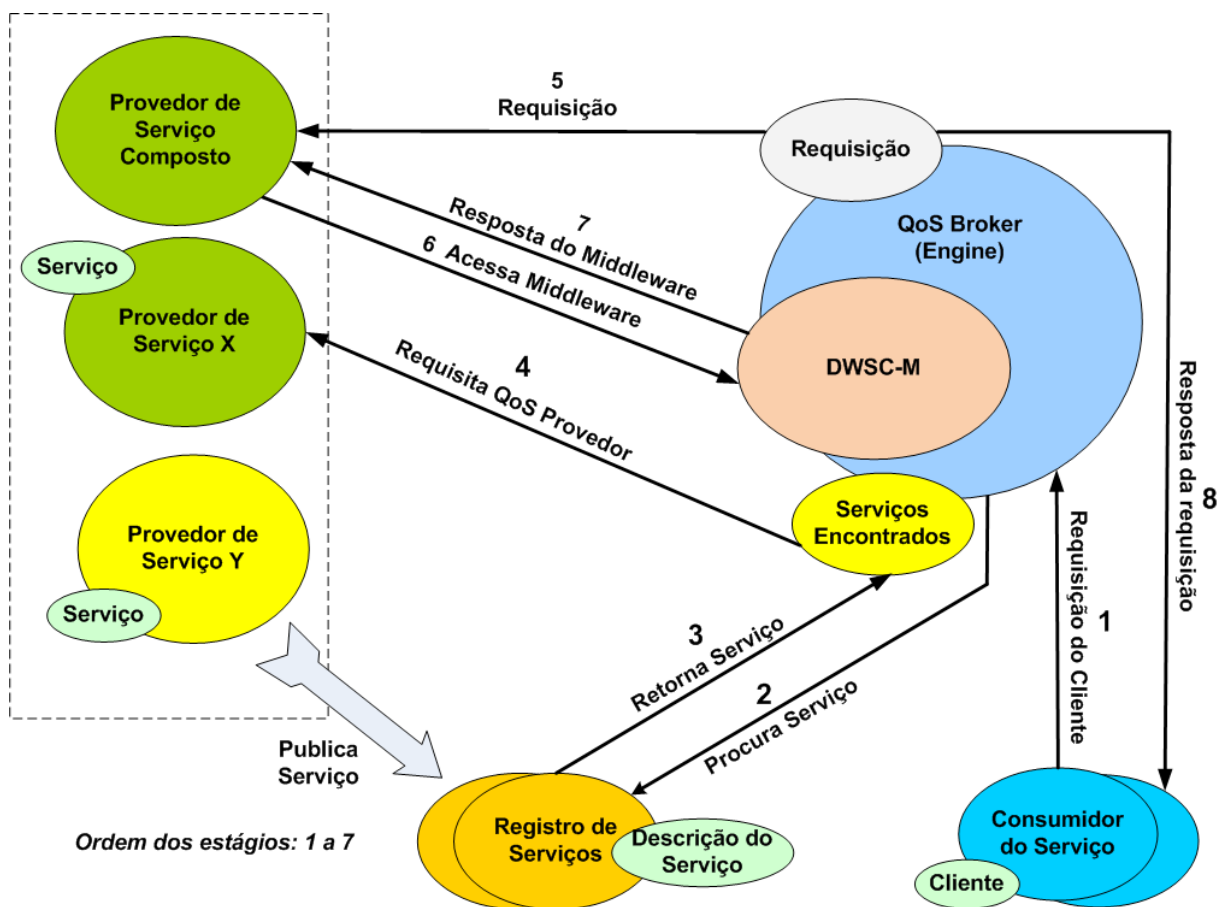 5
Requisição
Provedor de
Serviço
Composto
Requisição
7
Resposta do Middleware
6 Acessa Middleware
QoS Broker
(Engine)
Serviço
Provedor de
Serviço X
4
Requisita QoS Provedor
DWSC-M
8
Resposta da requisição
Serviços
Encontrados
Provedor de
Serviço Y
Serviço
1
Requisição do Cliente
3
Retorna Serviço
2
Procura Serviço
Publica
Serviço
Ordem dos estágios: 1 a 7
Registro de
Serviços
Descrição do
Serviço
Consumidor
do Serviço
Cliente